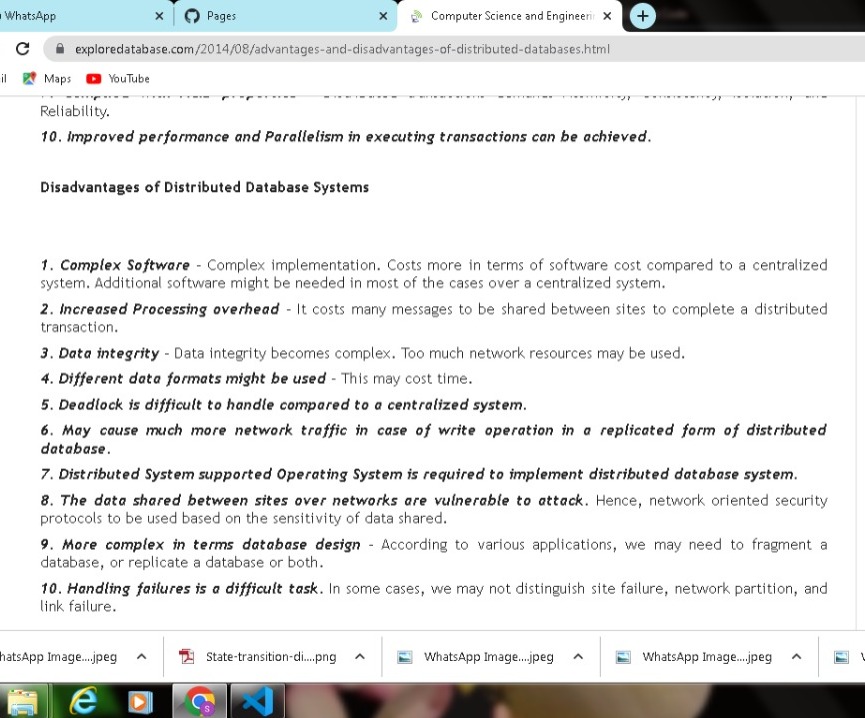 WhatsApp
Pages
Computer Science and Engineeri
exploredatabase.com/2014/08/advantages-and-disadvantages-of-distributed-databases.html
il
Maps
YouTube
Reliability.
10. Improved performance and Parallelism in executing transactions can be achieved.
Disadvantages of Distributed Database Systems
1. Complex Software - Complex implementation. Costs more in terms of software cost compared to a centralized
system. Additional software might be needed in most of the cases over a centralized system.
2. Increased Processing overhead - It costs many messages to be shared between sites to complete a distributed
transaction.
3. Data integrity - Data integrity becomes complex. Too much network resources may be used.
4. Different data formats might be used - This may cost time.
5. Deadlock is difficult to handle compared to a centralized system.
6. May cause much more network traffic in case of write operation in a replicated form of distributed
database.
7. Distributed System supported Operating System is required to implement distributed database system.
8. The data shared between sites over networks are vulnerable to attack. Hence, network oriented security
protocols to be used based on the sensitivity of data shared.
9. More complex in terms database design - According to various applications, we may need to fragment a
database, or replicate a database or both.
10. Handling failures is a difficult task. In some cases, we may not distinguish site failure, network partition, and
link failure.
hatsApp Image....jpeg
State-transition-di....png
WhatsApp Image....jpeg
WhatsApp Image....jpeg